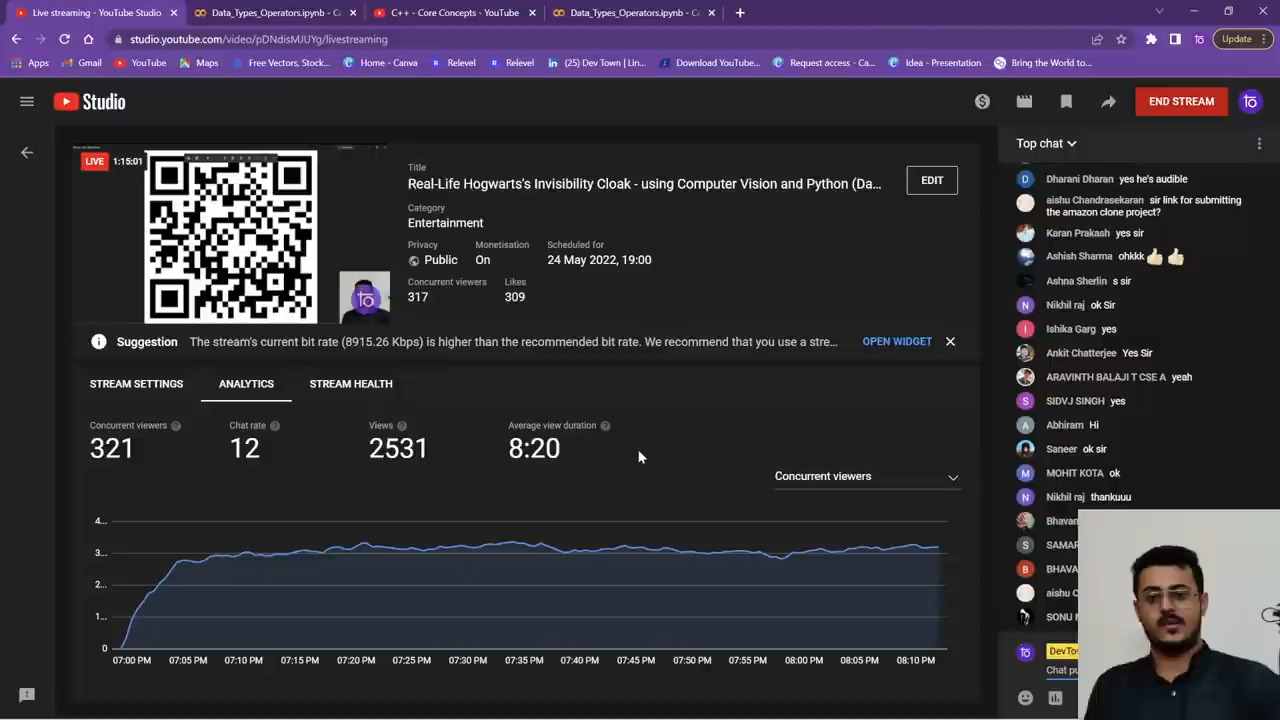 Live streaming - YouTube Studio
Data_Types_Operators.ipynb - C
C++ - Core Concepts - YouTube
Data_Types_Operators.ipynb - C
studio.youtube.com/video/pDNdisMJUYg/livestreaming
Update
Apps
Gmail
YouTube
Maps
Free Vectors, Stock...
Home - Canva
Relevel
Relevel
(25) Dev Town | Lin...
Download YouTube...
Request access - Ca...
Idea - Presentation
Bring the World to...
Studio
END STREAM
LIVE 1:15:01
Title
Real-Life Hogwarts's Invisibility Cloak - using Computer Vision and Python (Da...
EDIT
Category
Entertainment
Privacy Monetisation Scheduled for
Public On 24 May 2022, 19:00
Concurrent viewers Likes
317 309
Suggestion The stream's current bit rate (8915.26 Kbps) is higher than the recommended bit rate. We recommend that you use a stre...
OPEN WIDGET
STREAM SETTINGS ANALYTICS STREAM HEALTH
Concurrent viewers Chat rate Views Average view duration
321 12 2531 8:20
Concurrent viewers
4...
3...
2...
1...
0
07:00 PM 07:05 PM 07:10 PM 07:15 PM 07:20 PM 07:25 PM 07:30 PM 07:35 PM 07:40 PM 07:45 PM 07:50 PM 07:55 PM 08:00 PM 08:05 PM 08:10 PM
Top chat
D Dharani Dharan yes he's audible
aishu Chandrasekaran sir link for submitting
the amazon clone project?
Karan Prakash yes sir
Ashish Sharma ohkkk 👍🏻👍🏻
Ashna Sherlin s sir
N Nikhil raj ok Sir
I Ishika Garg yes
Ankit Chatterjee Yes Sir
ARAVINTH BALAJI T CSE A yeah
S SIDVJ SINGH yes
A Abhiram Hi
Saneer ok sir
M MOHIT KOTA ok
N Nikhil raj thankuuu
Bhavan
S SAMAR
B BHAVA
aishu C
SONU
DevTow
Chat pu